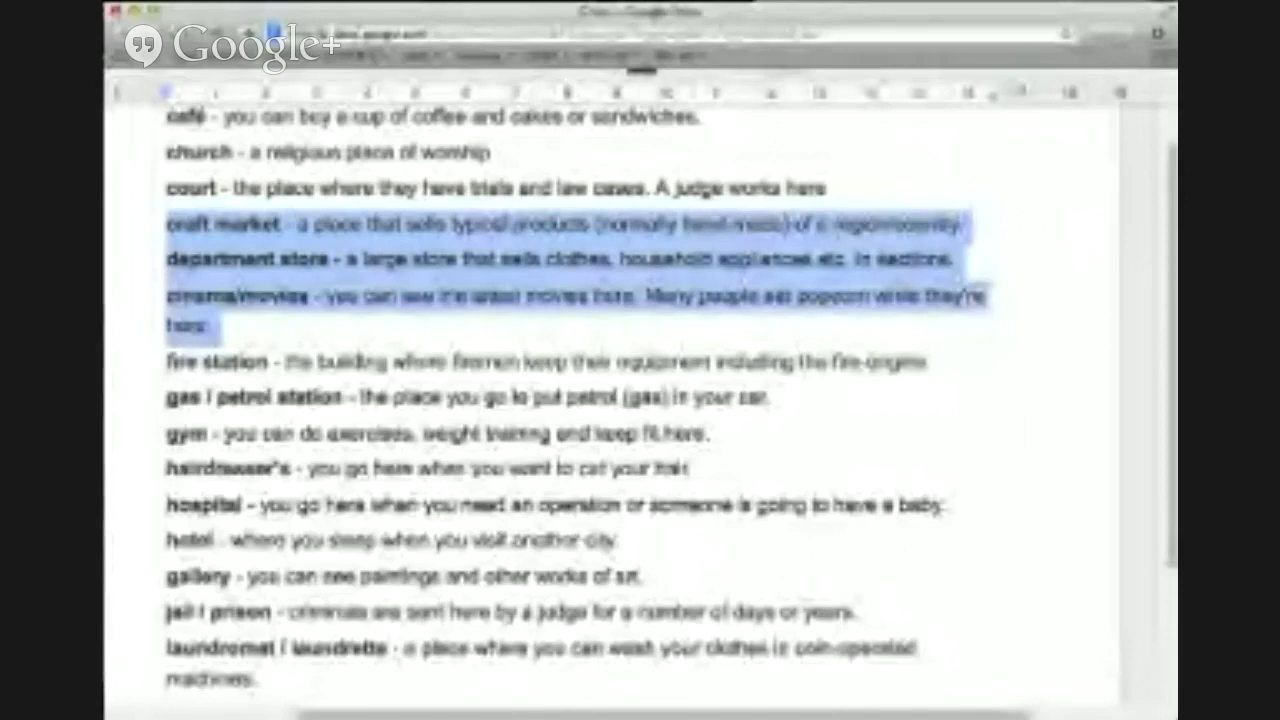 Google+
café - you can buy a cup of coffee and cakes or sandwiches.
church - a religious place of worship
court - the place where they have trials and law cases. A judge works here
craft market - a place that sells typical products (normally hand-made) of a region/country.
department store - a large store that sells clothes, household appliances etc. in sections.
cinema/movies - you can see the latest movies here. Many people eat popcorn while they're
here.
fire station - the building where firemen keep their equipment including the fire-engine
gas / petrol station - the place you go to put petrol (gas) in your car.
gym - you can do exercises, weight training and keep fit here.
hairdresser's - you go here when you want to cut your hair
hospital - you go here when you need an operation or someone is going to have a baby.
hotel - where you sleep when you visit another city.
gallery - you can see paintings and other works of art.
jail / prison - criminals are sent here by a judge for a number of days or years.
laundromat / laundrette - a place where you can wash your clothes in coin-operated
machines.